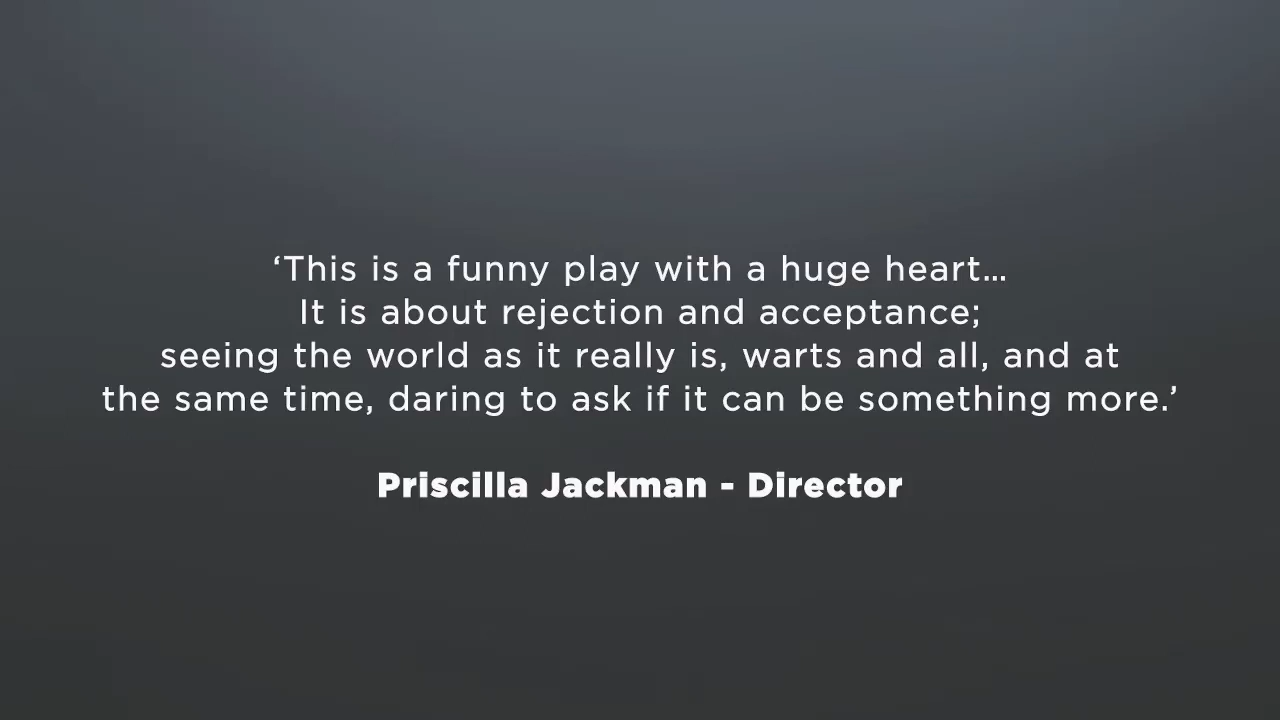 ‘This is a funny play with a huge heart…
It is about rejection and acceptance;
seeing the world as it really is, warts and all, and at
the same time, daring to ask if it can be something more.’
Priscilla Jackman - Director